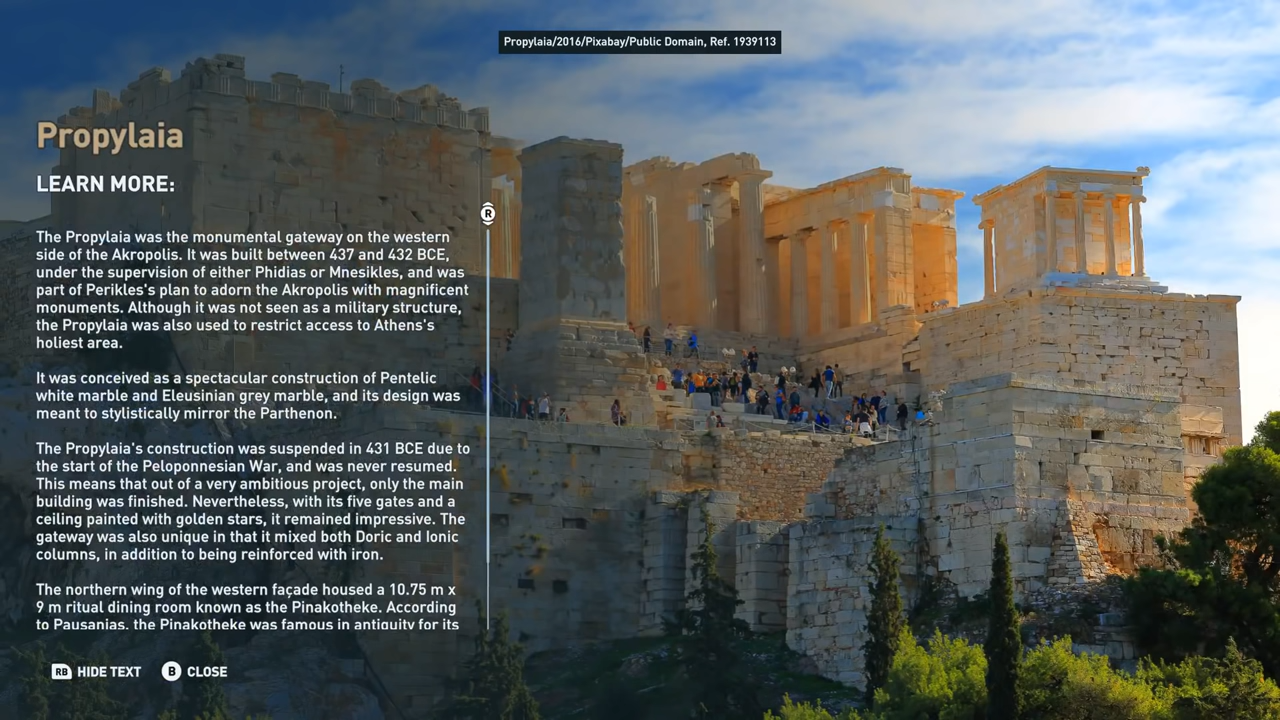 Propylaia/2016/Pixabay/Public Domain, Ref. 1939113
Propylaia
LEARN MORE:
R
The Propylaia was the monumental gateway on the western
side of the Akropolis. It was built between 437 and 432 BCE,
under the supervision of either Phidias or Mnesikles, and was
part of Perikles's plan to adorn the Akropolis with magnificent
monuments. Although it was not seen as a military structure,
the Propylaia was also used to restrict access to Athens's
holiest area.
It was conceived as a spectacular construction of Pentelic
white marble and Eleusinian grey marble, and its design was
meant to stylistically mirror the Parthenon.
The Propylaia's construction was suspended in 431 BCE due to
the start of the Peloponnesian War, and was never resumed.
This means that out of a very ambitious project, only the main
building was finished. Nevertheless, with its five gates and a
ceiling painted with golden stars, it remained impressive. The
gateway was also unique in that it mixed both Doric and Ionic
columns, in addition to being reinforced with iron.
The northern wing of the western façade housed a 10.75 m x
9 m ritual dining room known as the Pinakotheke. According
to Pausanias, the Pinakotheke was famous in antiquity for its
RB HIDE TEXT B CLOSE